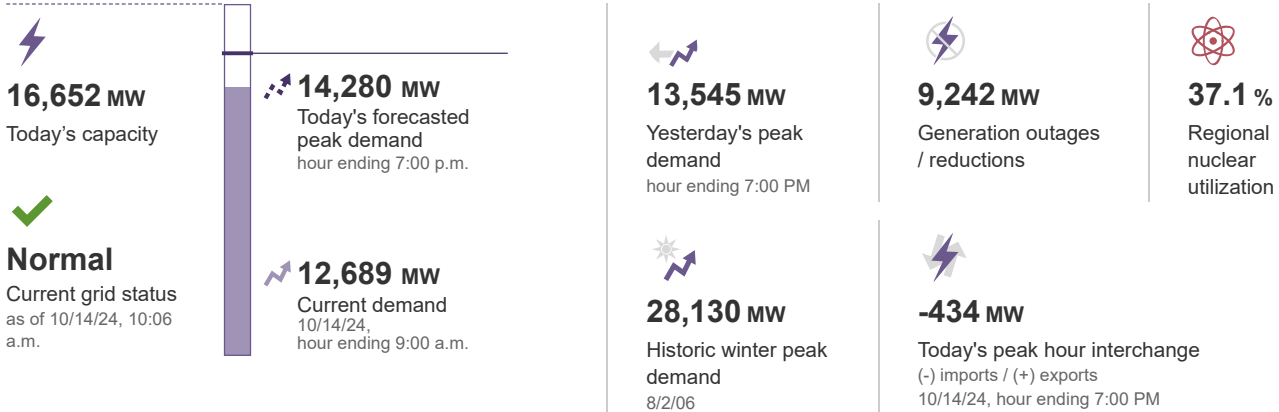 16,652 MW
Today's capacity
Normal
Current grid status
as of 10/14/24, 10:06
a.m.
14,280 MW
Today's forecasted
peak demand
hour ending 7:00 p.m.
12,689 MW
Current demand
10/14/24,
hour ending 9:00 a.m.
13,545 MW
Yesterday's peak
demand
hour ending 7:00 PM
28,130 MW
Historic winter peak
demand
8/2/06
9,242 MW
Generation outages
/ reductions
37.1 %
Regional
nuclear
utilization
-434 MW
Today's peak hour interchange
(-) imports / (+) exports
10/14/24, hour ending 7:00 PM